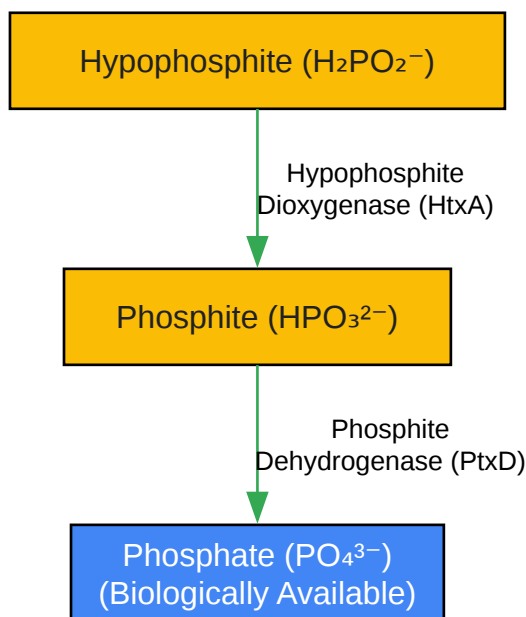 Hypophosphite (H₂PO₂⁻)
Hypophosphite
Dioxygenase (HtxA)
Phosphite (HPO₃²⁻)
Phosphite
Dehydrogenase (PtxD)
Phosphate (PO₄³⁻)
(Biologically Available)